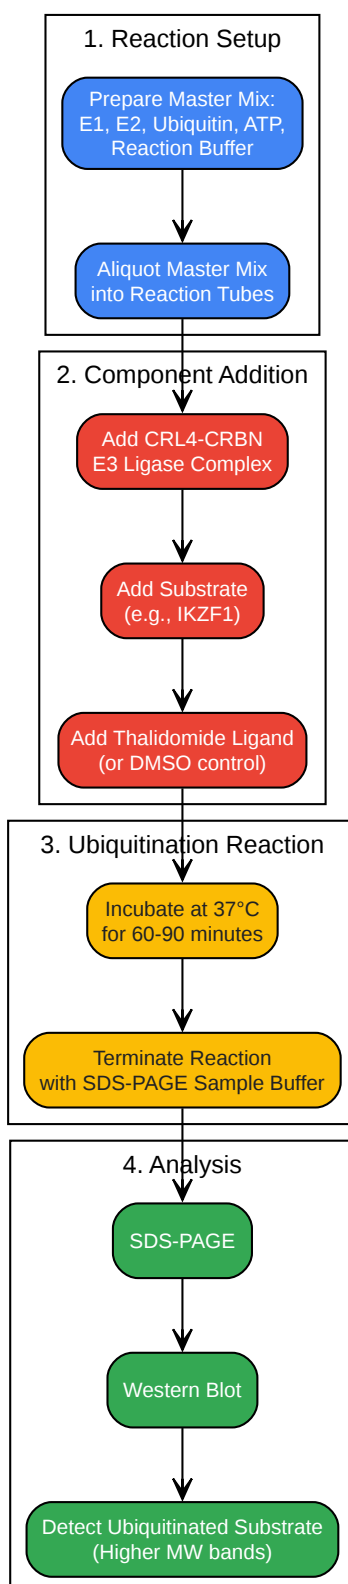 1. Reaction Setup
Prepare Master Mix:
E1, E2, Ubiquitin, ATP,
Reaction Buffer
Aliquot Master Mix
into Reaction Tubes
2. Component Addition
Add CRL4-CRBN
E3 Ligase Complex
Add Substrate
(e.g., IKZF1)
Add Thalidomide Ligand
(or DMSO control)
3. Ubiquitination Reaction
Incubate at 37°C
for 60-90 minutes
Terminate Reaction
with SDS-PAGE Sample Buffer
4. Analysis
SDS-PAGE
Western Blot
Detect Ubiquitinated Substrate
(Higher MW bands)